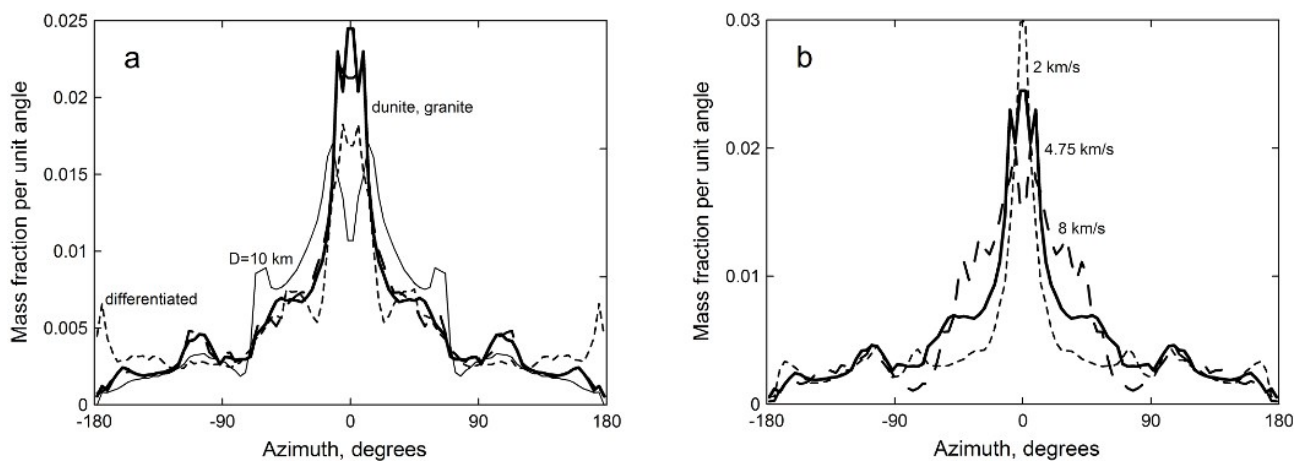 a
Mass fraction per unit angle
0.025
0.02
0.015
0.01
0.005
0
dunite, granite
D=10 km
differentiated
-180
-90
0
90
180
Azimuth, degrees
b
Mass fraction per unit angle
0.03
0.02
0.01
0
2 km/s
4.75 km/s
8 km/s
-180
-90
0
90
180
Azimuth, degrees